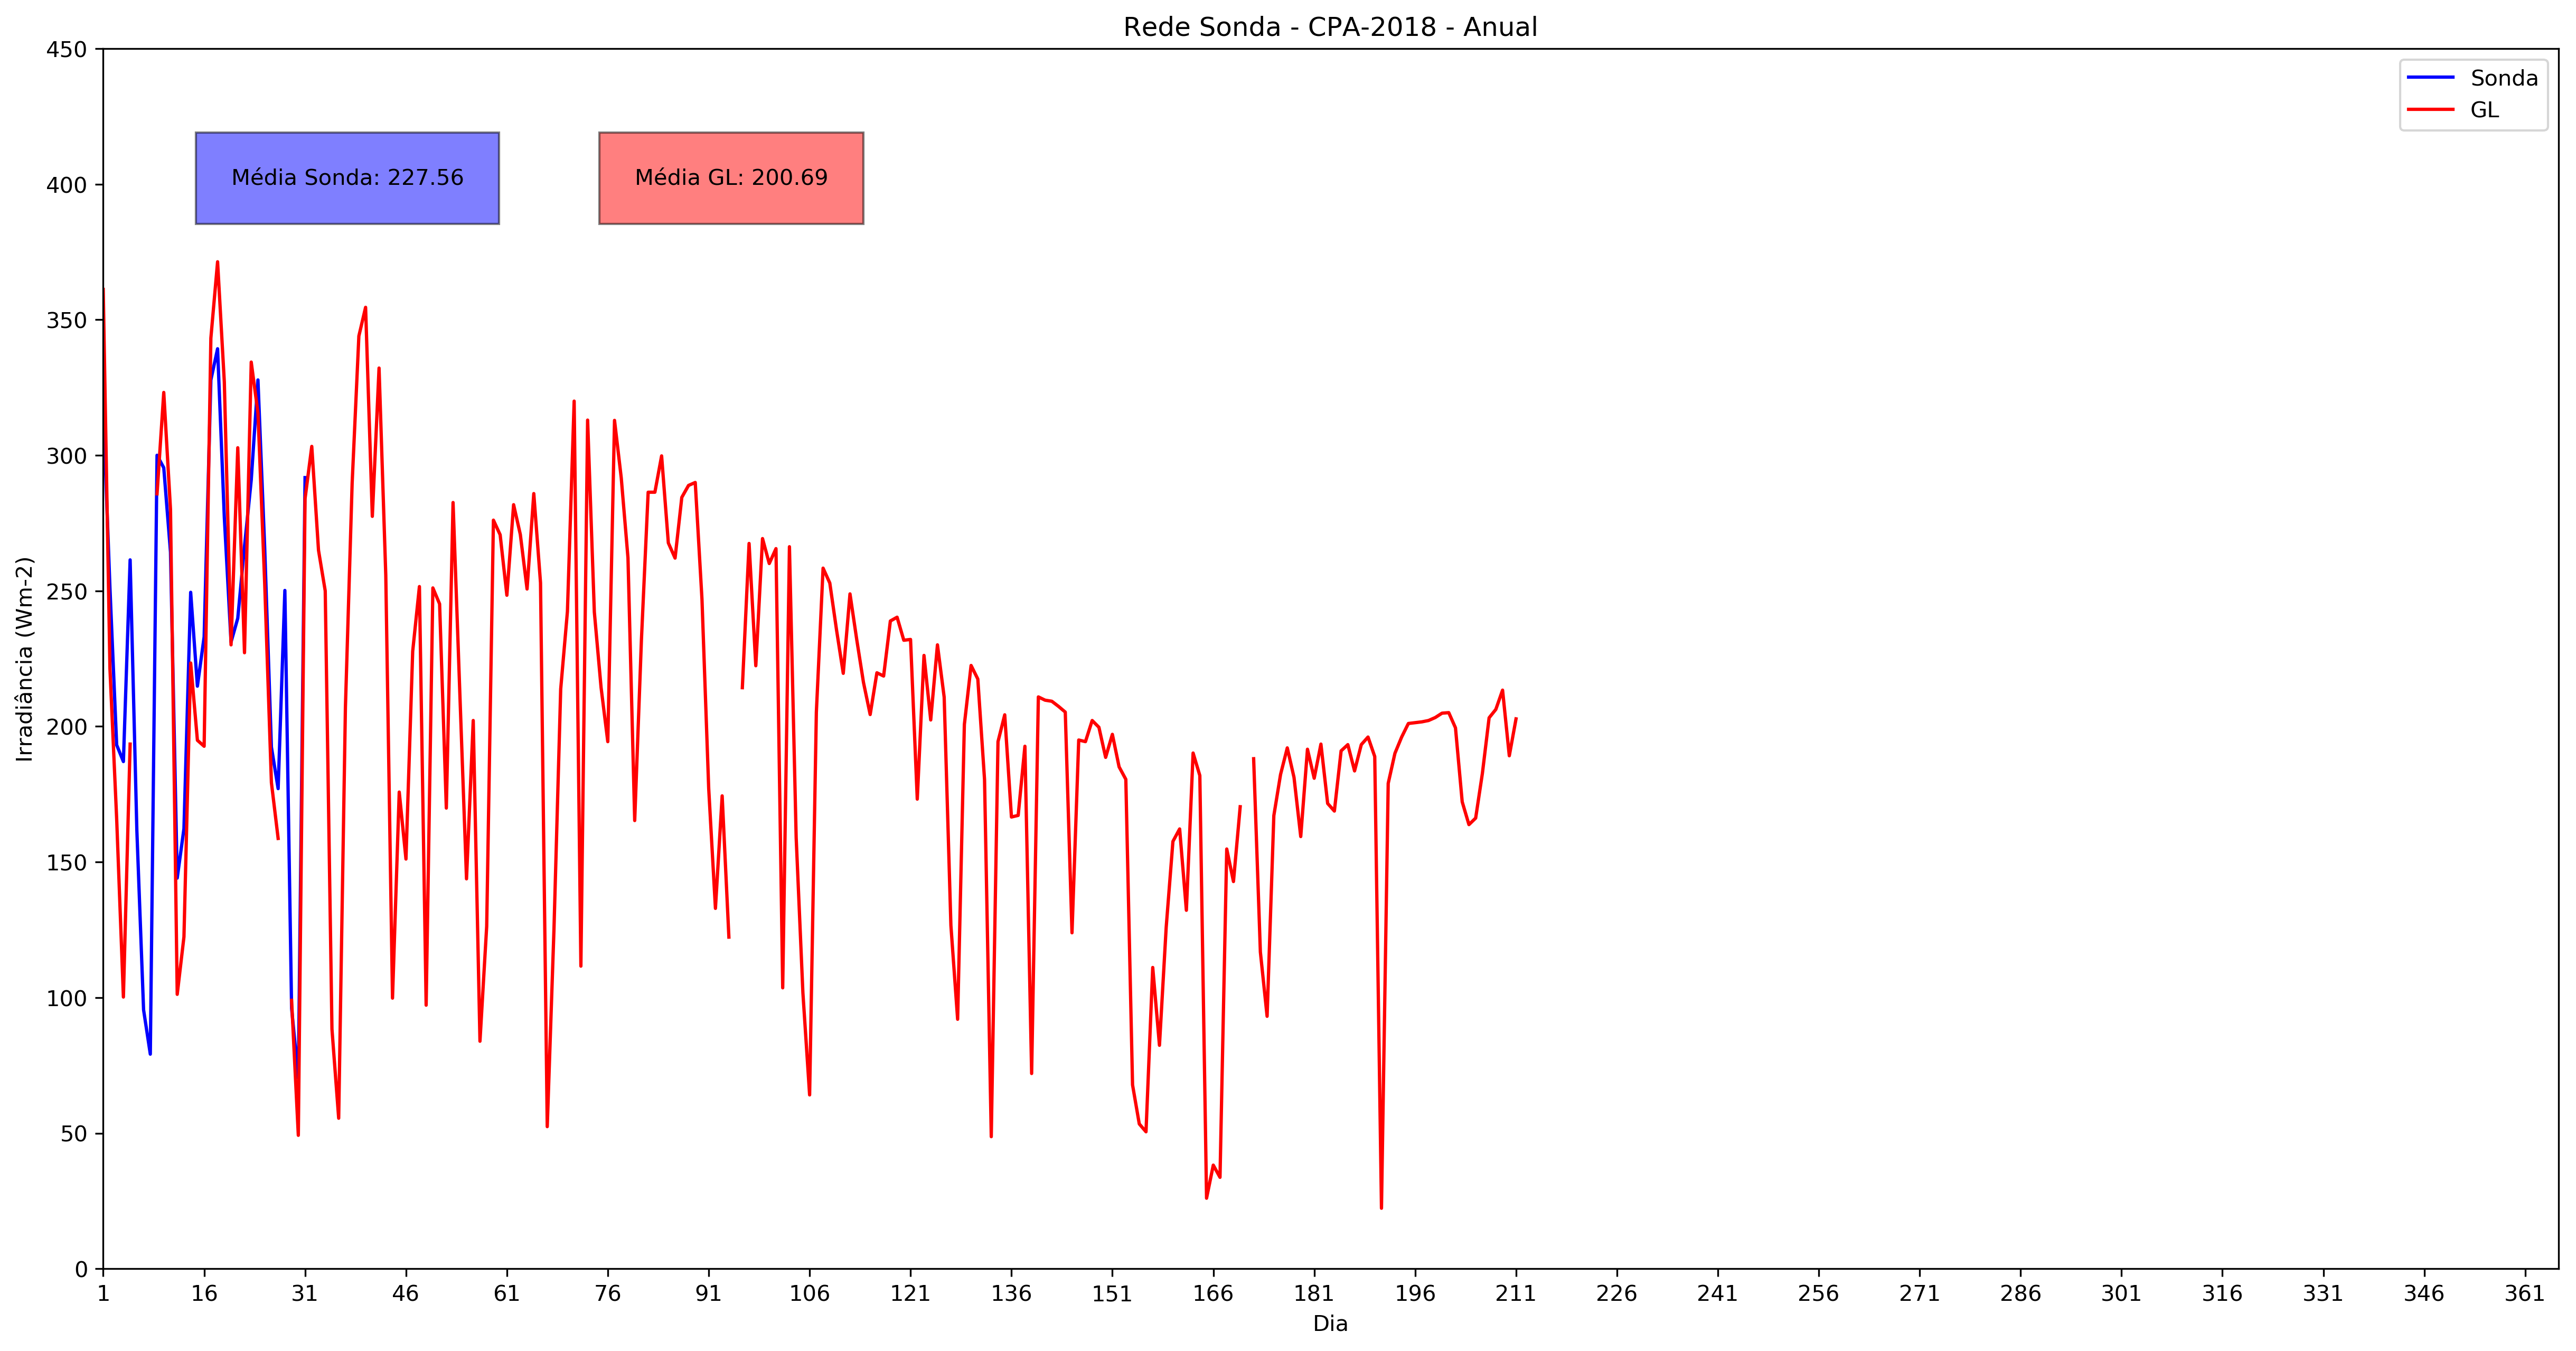 Rede Sonda - CPA-2018 - Anual
450
400
350
300
250
200
150
100
50
0
Irradiância (Wm-2)
Média Sonda: 227.56
Média GL: 200.69
Sonda
GL
1 16 31 46 61 76 91 106 121 136 151 166 181 196 211 226 241 256 271 286 301 316 331 346 361
Dia